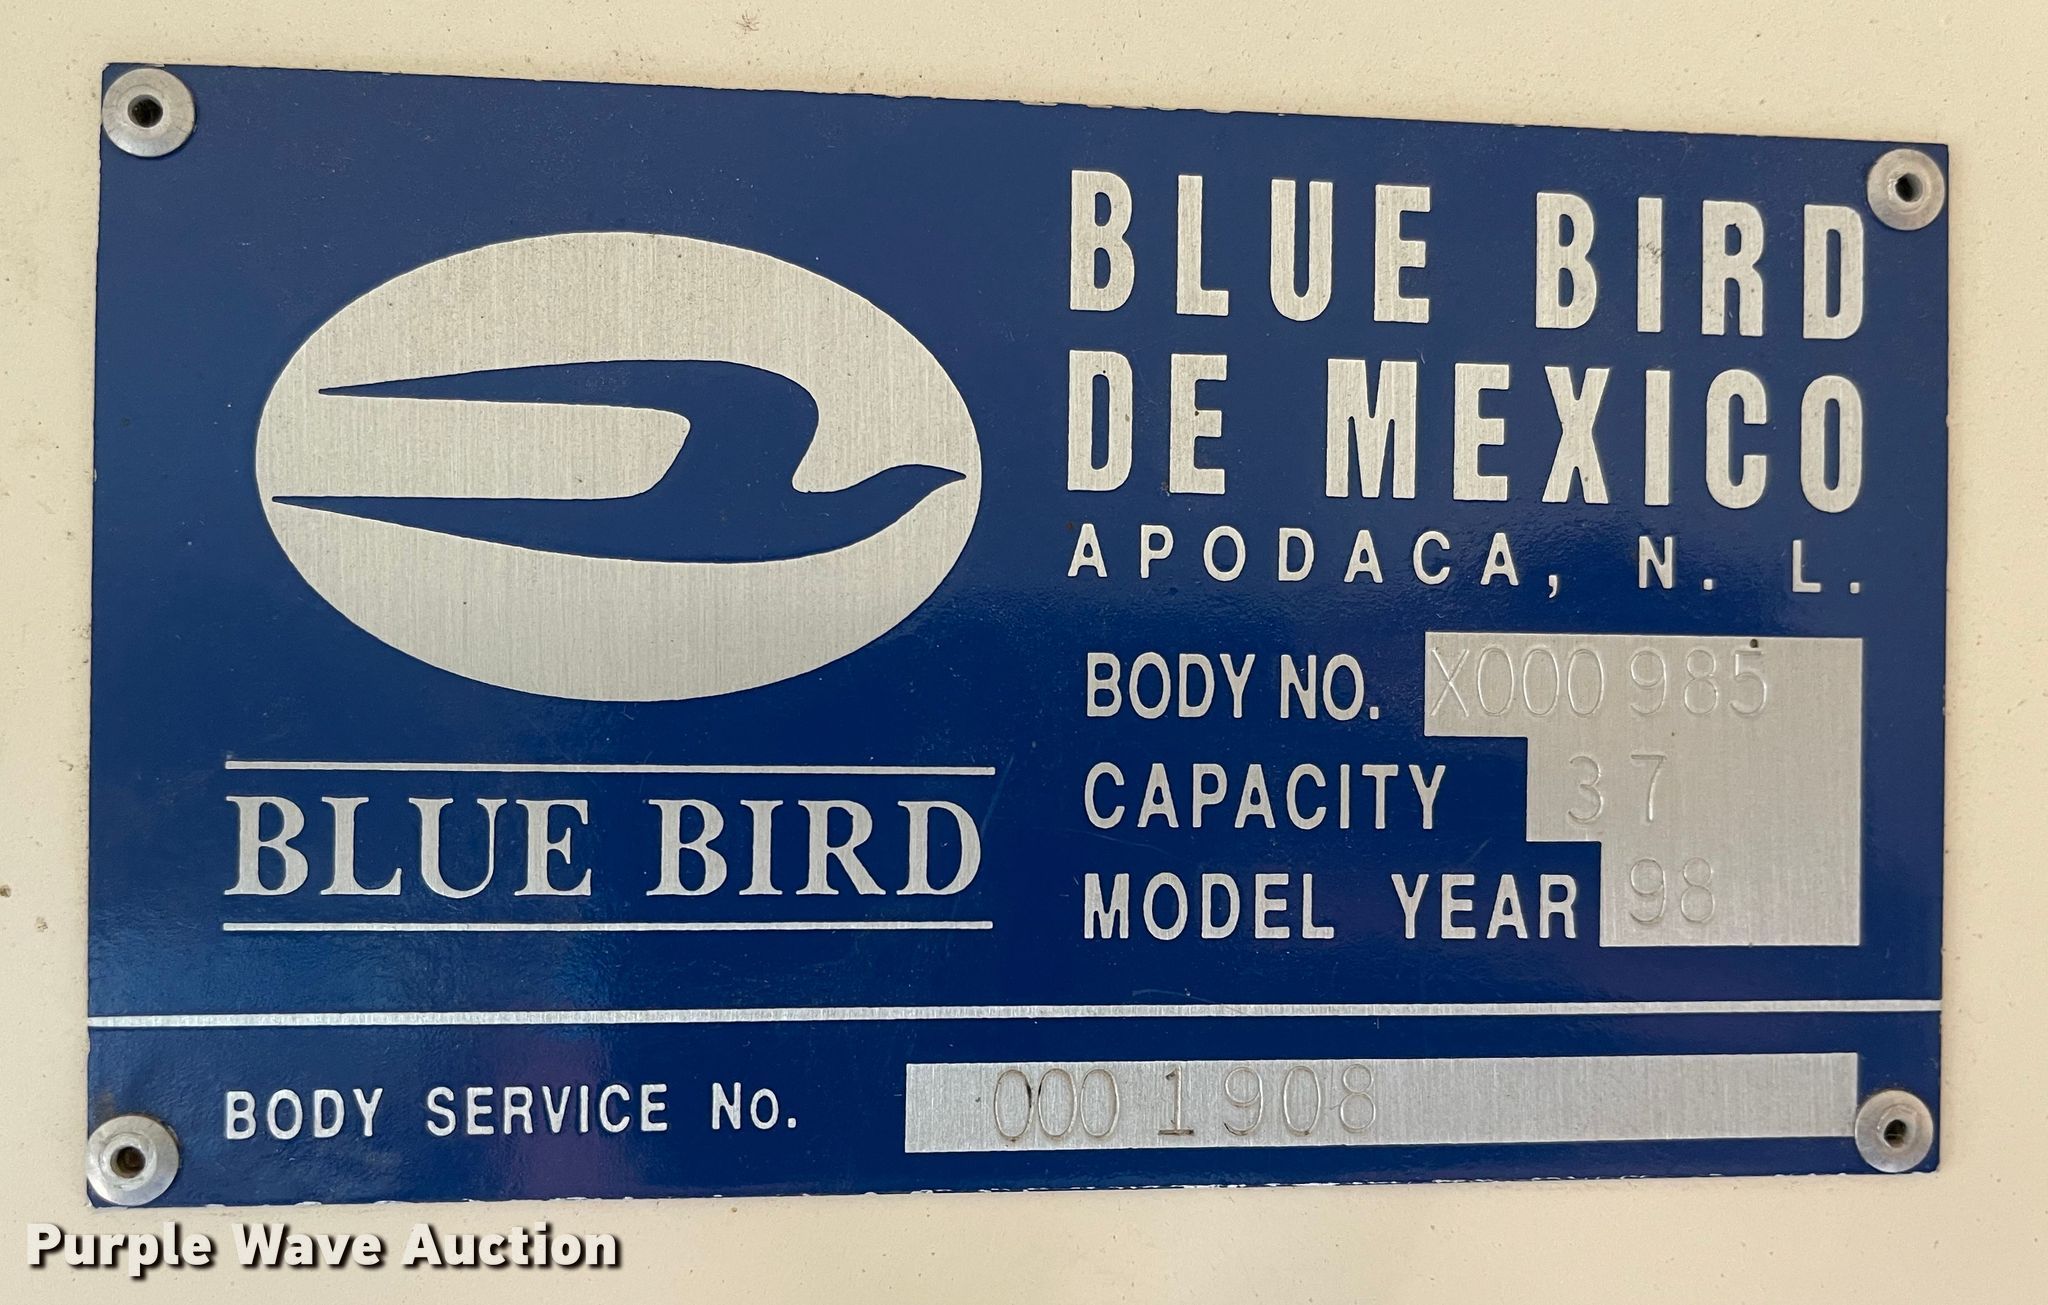 BLUE BIRD
DE MEXICO
APODACA, N. L.
BODY NO. X000985
CAPACITY 37
MODEL YEAR 98
BLUE BIRD
BODY SERVICE No. 0001908
Purple Wave Auction